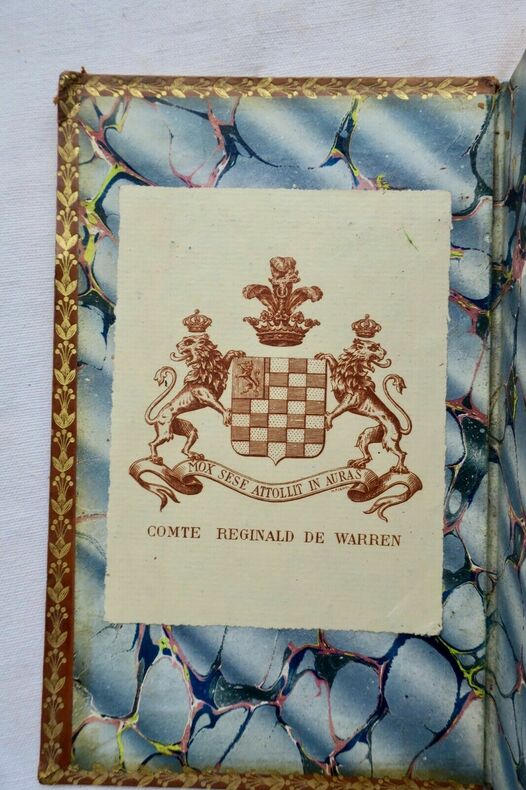 MOX SESE ATTOLLIT IN AURAS
COMTE REGINALD DE WARREN